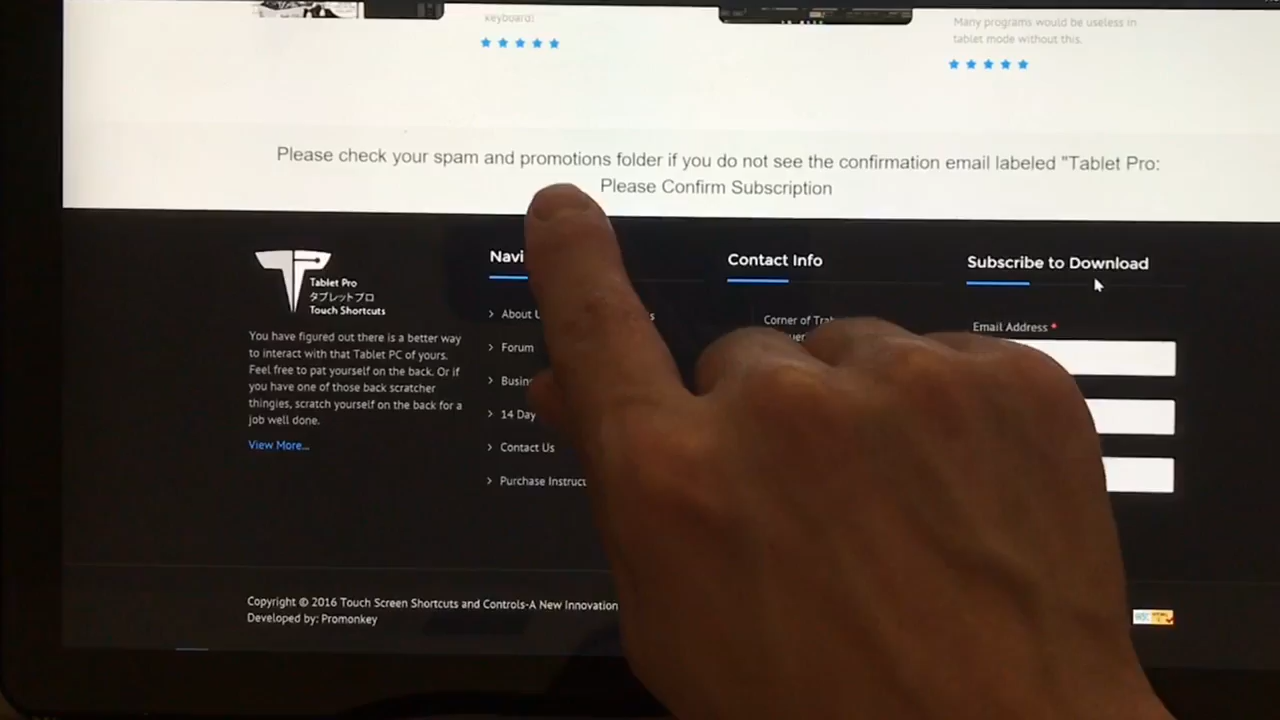 keyboard!
Many programs would be useless in
tablet mode without this.
Please check your spam and promotions folder if you do not see the confirmation email labeled "Tablet Pro:
Please Confirm Subscription
Tablet Pro
タブレットプロ
Touch Shortcuts
You have figured out there is a better way
to interact with that Tablet PC of yours.
Feel free to pat yourself on the back. Or if
you have one of those back scratcher
thingies, scratch yourself on the back for a
job well done.
View More...
Navi
About U
Forum
Busin
14 Day
Contact Us
Purchase Instruct
Contact Info
Corner of
Subscribe to Download
Email Address *
Copyright © 2016 Touch Screen Shortcuts and Controls-A New Innovation
Developed by: Promonkey